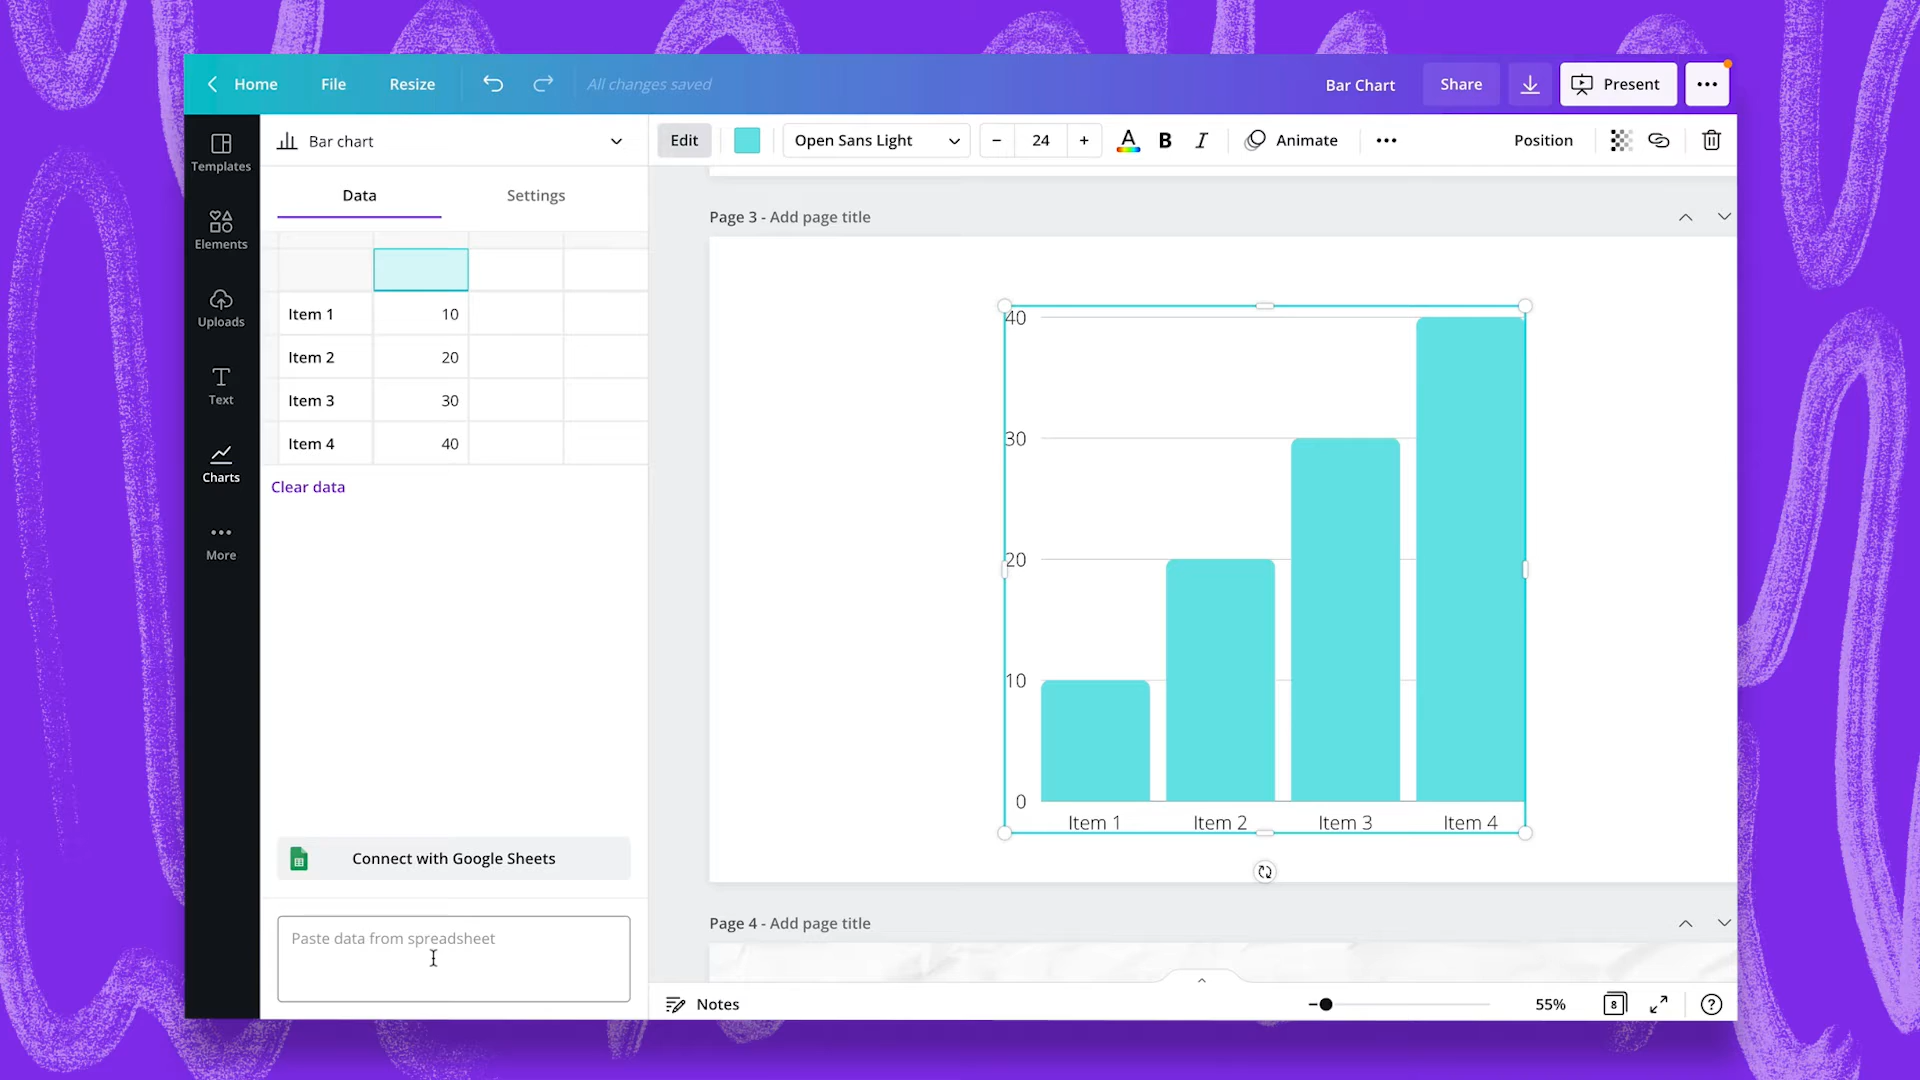 Home File Resize All changes saved Bar Chart Share Present
Templates
Elements
Uploads
Text
Charts
More
Bar chart
Data Settings
Item 1 10
Item 2 20
Item 3 30
Item 4 40
Clear data
Connect with Google Sheets
Paste data from spreadsheet
Edit Open Sans Light − 24 + A B I Animate Position
Page 3 - Add page title
40
30
20
10
0
Item 1 Item 2 Item 3 Item 4
Page 4 - Add page title
Notes 55% 8 ?